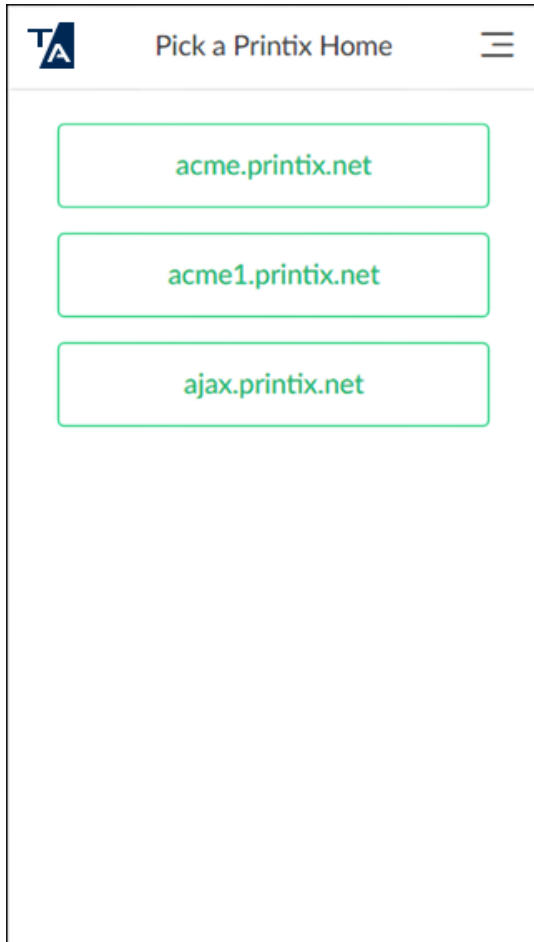 TA
Pick a Printix Home
acme.printix.net
acme1.printix.net
ajax.printix.net